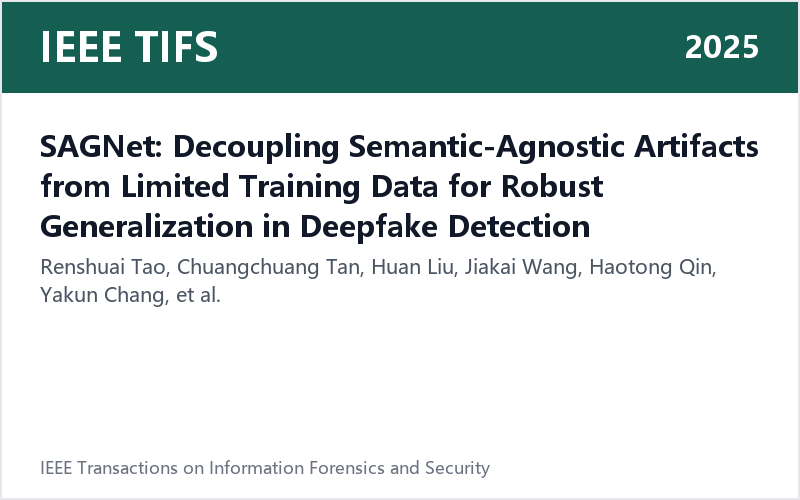 IEEE TIFS
2025
SAGNet: Decoupling Semantic-Agnostic Artifacts
from Limited Training Data for Robust
Generalization in Deepfake Detection
Renshuai Tao, Chuangchuang Tan, Huan Liu, Jiakai Wang, Haotong Qin,
Yakun Chang, et al.
IEEE Transactions on Information Forensics and Security